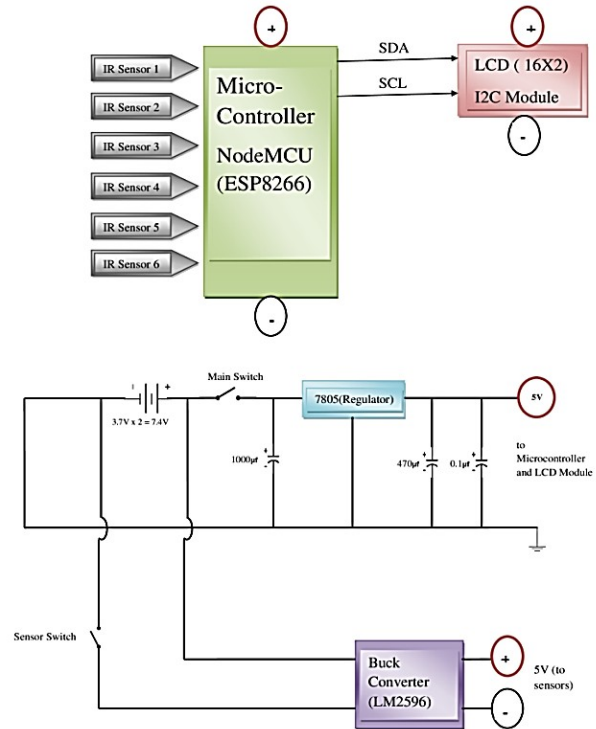 +
+
IR Sensor 1
IR Sensor 2
IR Sensor 3
IR Sensor 4
IR Sensor 5
IR Sensor 6
Micro-
Controller
NodeMCU
(ESP8266)
SDA
SCL
LCD ( 16X2)
I2C Module
-
-
Main Switch
- +
3.7V x 2 = 7.4V
7805(Regulator)
5V
+
-
1000µf
+
-
470µf
+
-
0.1µf
to
Microcontroller
and LCD Module
Sensor Switch
Buck
Converter
(LM2596)
+
-
5V (to
sensors)